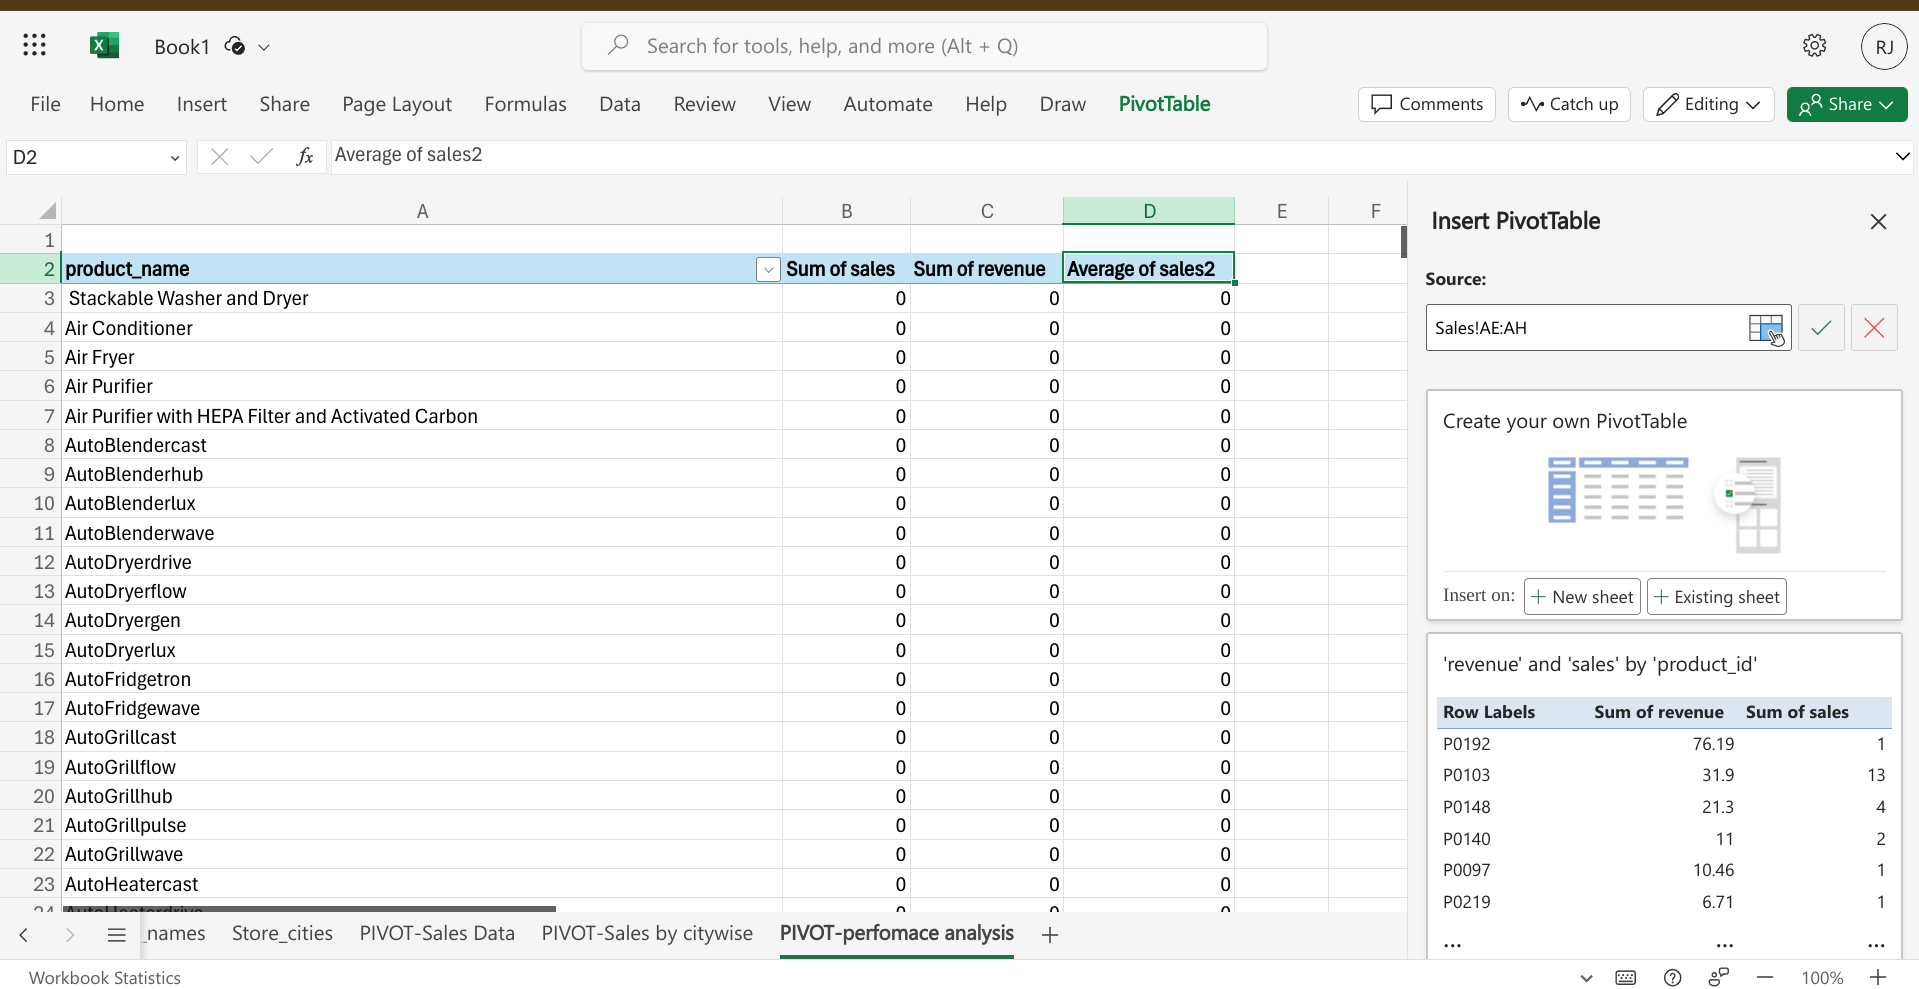 Book1
Search for tools, help, and more (Alt + Q)
RJ
File Home Insert Share Page Layout Formulas Data Review View Automate Help Draw PivotTable
Comments Catch up Editing Share
D2 fx Average of sales2
A B C D E F
1
2 product_name Sum of sales Sum of revenue Average of sales2
3 Stackable Washer and Dryer 0 0 0
4 Air Conditioner 0 0 0
5 Air Fryer 0 0 0
6 Air Purifier 0 0 0
7 Air Purifier with HEPA Filter and Activated Carbon 0 0 0
8 AutoBlendercast 0 0 0
9 AutoBlenderhub 0 0 0
10 AutoBlenderlux 0 0 0
11 AutoBlenderwave 0 0 0
12 AutoDryerdrive 0 0 0
13 AutoDryerflow 0 0 0
14 AutoDryergen 0 0 0
15 AutoDryerlux 0 0 0
16 AutoFridgetron 0 0 0
17 AutoFridgewave 0 0 0
18 AutoGrillcast 0 0 0
19 AutoGrillflow 0 0 0
20 AutoGrillhub 0 0 0
21 AutoGrillpulse 0 0 0
22 AutoGrillwave 0 0 0
23 AutoHeatercast 0 0 0
24 AutoHeaterdrive 0 0 0
Insert PivotTable
Source:
Sales!AE:AH
Create your own PivotTable
Insert on: + New sheet + Existing sheet
'revenue' and 'sales' by 'product_id'
Row Labels Sum of revenue Sum of sales
P0192 76.19 1
P0103 31.9 13
P0148 21.3 4
P0140 11 2
P0097 10.46 1
P0219 6.71 1
... ... ...
_names Store_cities PIVOT-Sales Data PIVOT-Sales by citywise PIVOT-perfomace analysis
Workbook Statistics
100%